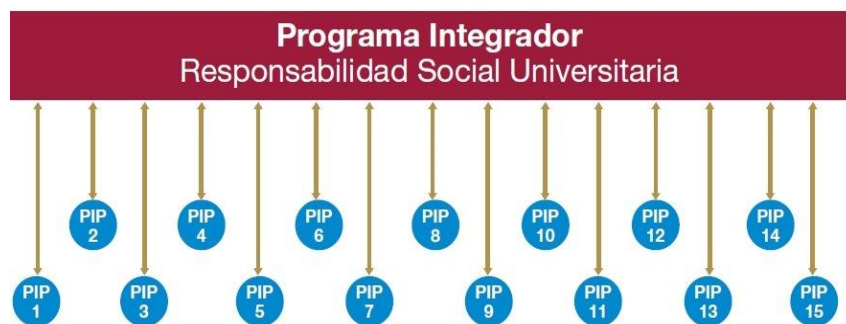 Programa Integrador
Responsabilidad Social Universitaria
PIP
2
PIP
4
PIP
6
PIP
8
PIP
10
PIP
12
PIP
14
PIP
1
PIP
3
PIP
5
PIP
7
PIP
9
PIP
11
PIP
13
PIP
15